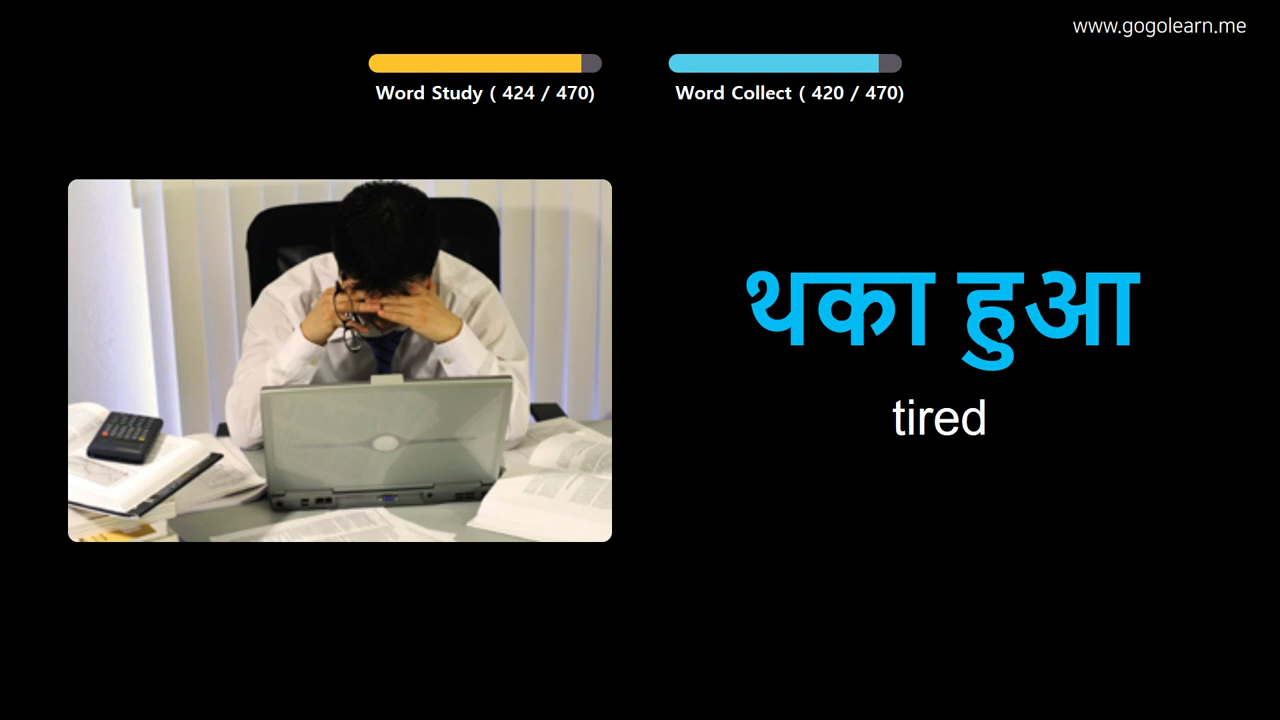 www.gogolearn.me
Word Study ( 424 / 470)
Word Collect ( 420 / 470)
थका हुआ
tired